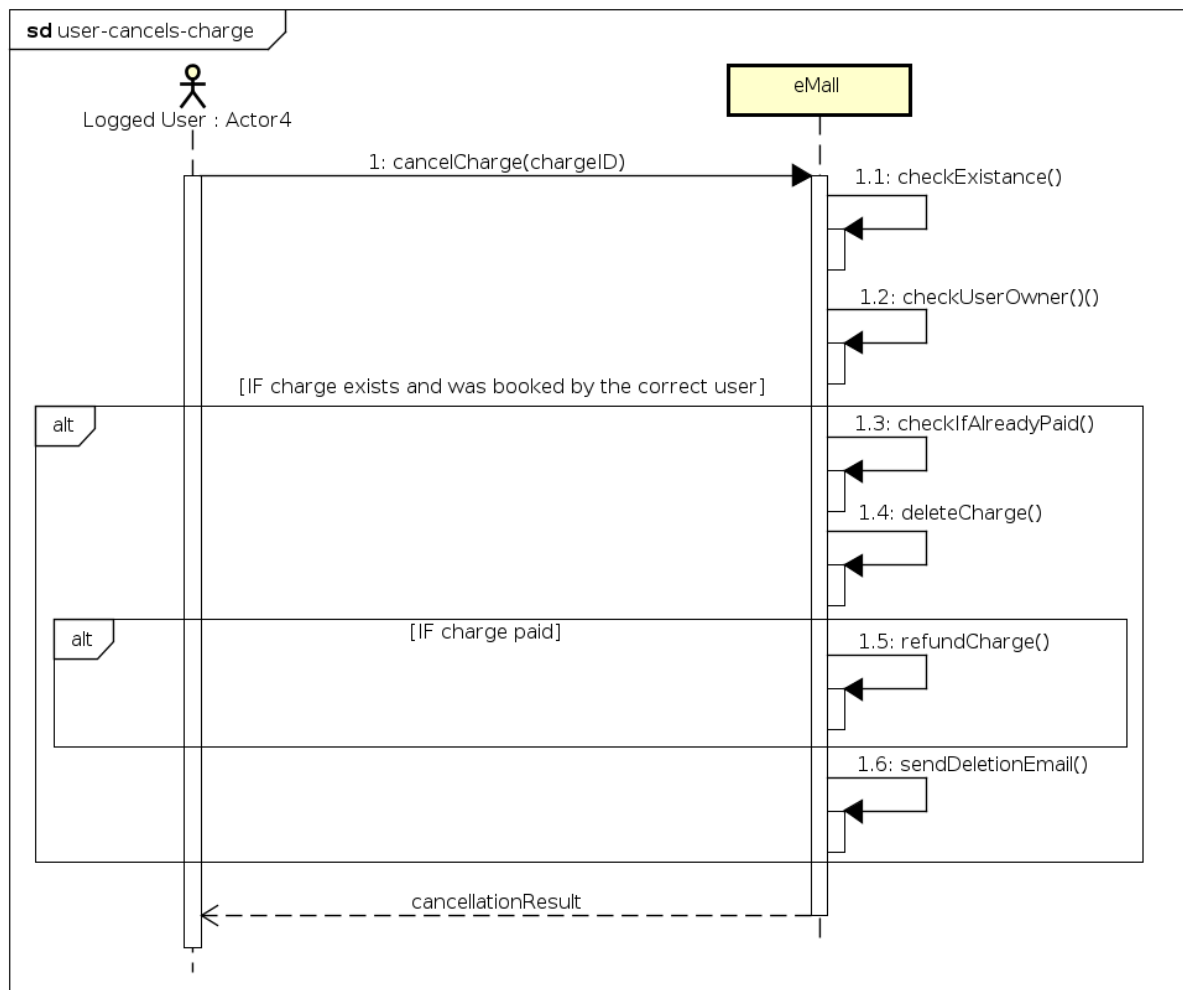 sd user-cancels-charge
Logged User : Actor4
eMall
1: cancelCharge(chargeID)
1.1: checkExistance()
1.2: checkUserOwner()()
[IF charge exists and was booked by the correct user]
alt
1.3: checkIfAlreadyPaid()
1.4: deleteCharge()
alt
[IF charge paid]
1.5: refundCharge()
1.6: sendDeletionEmail()
cancellationResult